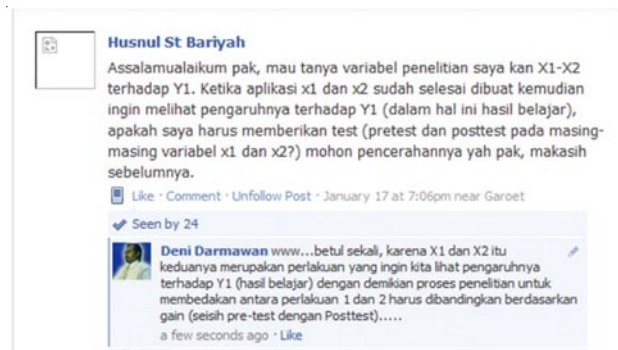 Husnul St Bariyah
Assalamualaikum pak, mau tanya variabel penelitian saya kan X1-X2
terhadap Y1. Ketika aplikasi x1 dan x2 sudah selesai dibuat kemudian
ingin melihat pengaruhnya terhadap Y1 (dalam hal ini hasil belajar),
apakah saya harus memberikan test (pretest dan posttest pada masing-
masing variabel x1 dan x2?) mohon pencerahannya yah pak, makasih
sebelumnya.
Like · Comment · Unfollow Post · January 17 at 7:06pm near Garoet
Seen by 24
Deni Darmawan www...betul sekali, karena X1 dan X2 itu
keduanya merupakan perlakuan yang ingin kita lihat pengaruhnya
terhadap Y1 (hasil belajar) dengan demikian proses penelitian untuk
membedakan antara perlakuan 1 dan 2 harus dibandingkan berdasarkan
gain (seisih pre-test dengan Posttest).....
a few seconds ago · Like